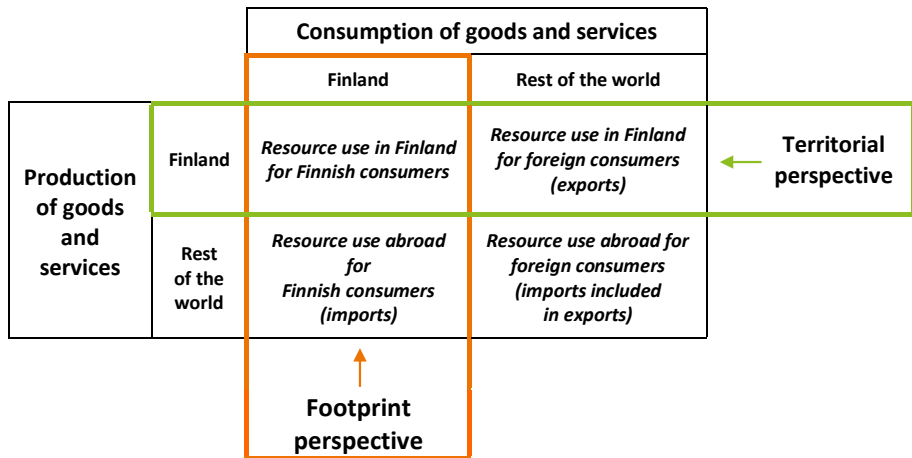 Consumption of goods and services
Finland
Rest of the world
Production
of goods
and
services
Finland
Resource use in Finland
for Finnish consumers
Resource use in Finland
for foreign consumers
(exports)
Territorial
perspective
Rest
of the
world
Resource use abroad
for
Finnish consumers
(imports)
Resource use abroad for
foreign consumers
(imports included
in exports)
Footprint
perspective